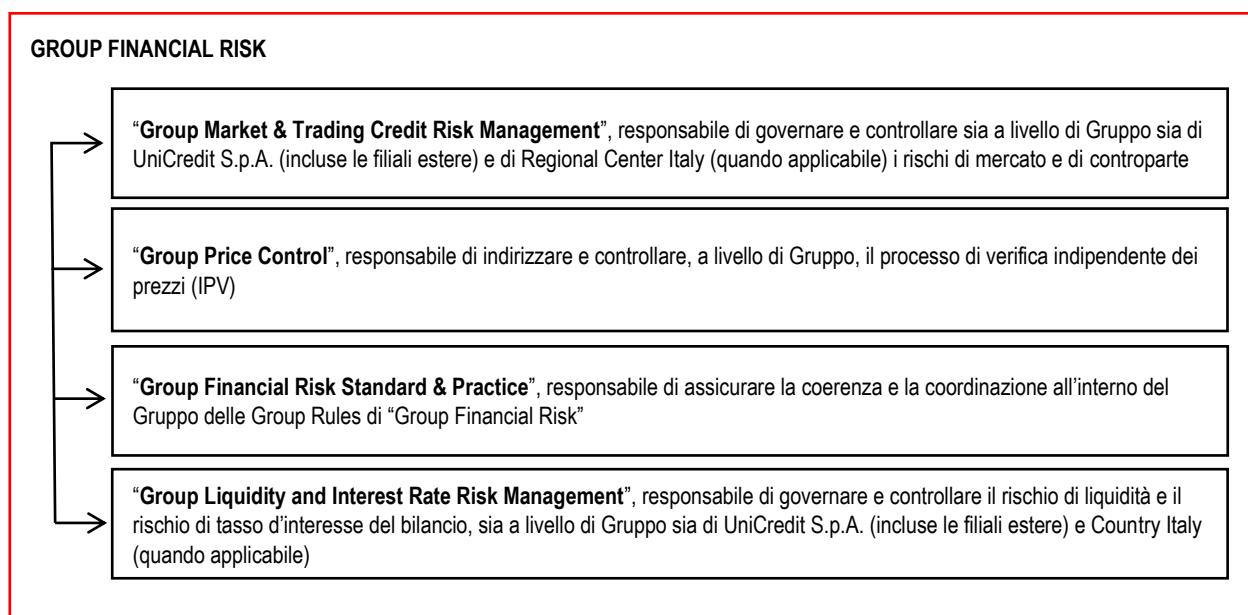 GROUP FINANCIAL RISK
“Group Market & Trading Credit Risk Management”, responsabile di governare e controllare sia a livello di Gruppo sia di
UniCredit S.p.A. (incluse le filiali estere) e di Regional Center Italy (quando applicabile) i rischi di mercato e di controparte
“Group Price Control”, responsabile di indirizzare e controllare, a livello di Gruppo, il processo di verifica indipendente dei
prezzi (IPV)
“Group Financial Risk Standard & Practice”, responsabile di assicurare la coerenza e la coordinazione all’interno del
Gruppo delle Group Rules di “Group Financial Risk”
“Group Liquidity and Interest Rate Risk Management”, responsabile di governare e controllare il rischio di liquidità e il
rischio di tasso d’interesse del bilancio, sia a livello di Gruppo sia di UniCredit S.p.A. (incluse le filiali estere) e Country Italy
(quando applicabile)